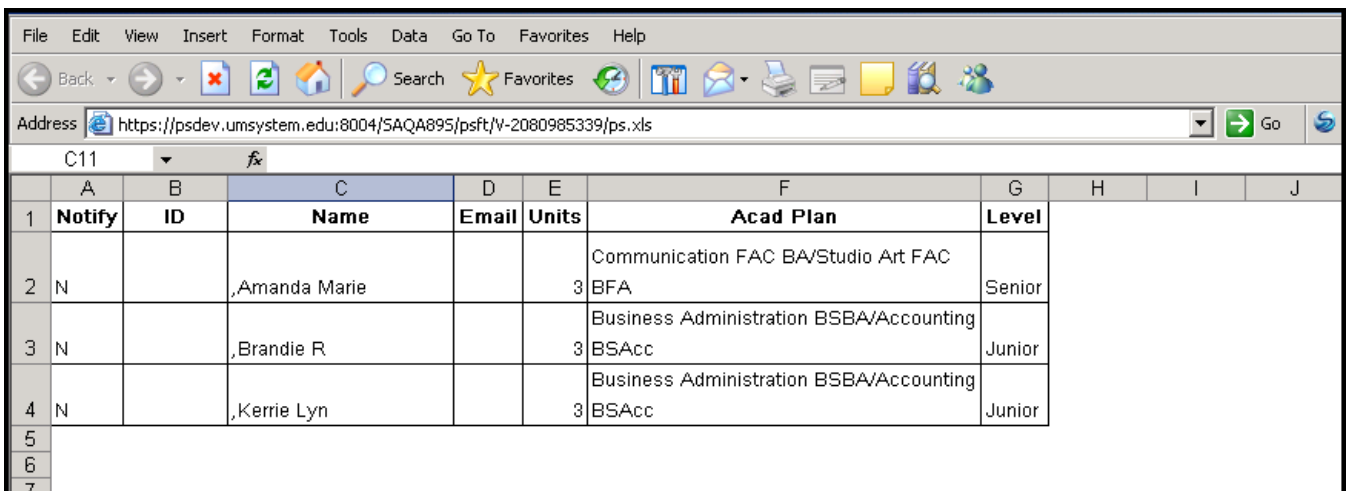 File Edit View Insert Format Tools Data Go To Favorites Help
Back Search Favorites
Address https://psdev.umsystem.edu:8004/SAQA895/psft/V-2080985339/ps.xls Go
C11 fx
A B C D E F G H I J
1 Notify ID Name Email Units Acad Plan Level
Communication FAC BA/Studio Art FAC
2 N ,Amanda Marie 3 BFA Senior
Business Administration BSBA/Accounting
3 N ,Brandie R 3 BSAcc Junior
Business Administration BSBA/Accounting
4 N ,Kerrie Lyn 3 BSAcc Junior
5
6
7